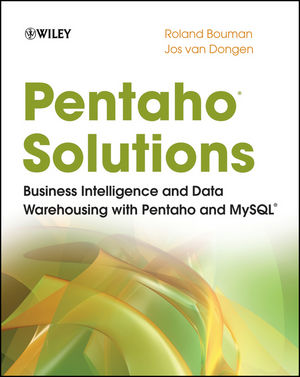 WILEY
Roland Bouman
Jos van Dongen
Pentaho®
Solutions
Business Intelligence and Data
Warehousing with Pentaho and MySQL®